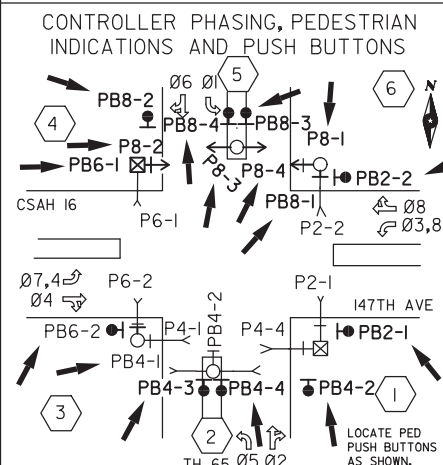 CONTROLLER PHASING, PEDESTRIAN
INDICATIONS AND PUSH BUTTONS
Ø6 Ø1 5 6
PB8-2
4 PB8-4 PB8-3 N
P8-2 P8-1
PB6-1
P8-3 P8-4 PB2-2
PB8-1
CSAH 16 P6-1 P2-2 Ø8
Ø3,8
Ø7,4 P6-2 P2-1
Ø4 PB4-2 147TH AVE
PB6-2 P4-1 P4-4 PB2-1
PB4-1
PB4-3 PB4-4 PB4-2
3 2 1
LOCATE PED
PUSH BUTTONS
AS SHOWN.
TH 65 Ø5 Ø2